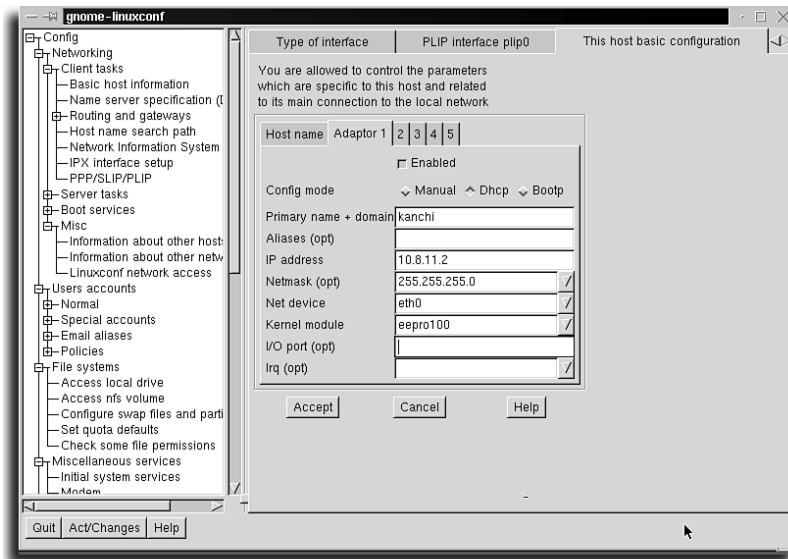 gnome-linuxconf
Config
Networking
Client tasks
Basic host information
Name server specification (
Routing and gateways
Host name search path
Network Information System
IPX interface setup
PPP/SLIP/PLIP
Server tasks
Boot services
Misc
Information about other host
Information about other netw
Linuxconf network access
Users accounts
Normal
Special accounts
Email aliases
Policies
File systems
Access local drive
Access nfs volume
Configure swap files and parti
Set quota defaults
Check some file permissions
Miscellaneous services
Initial system services
Modem
Type of interface
PLIP interface plip0
This host basic configuration
You are allowed to control the parameters
which are specific to this host and related
to its main connection to the local network
Host name Adaptor 1 2 3 4 5
Enabled
Config mode Manual Dhcp Bootp
Primary name + domain kanchi
Aliases (opt)
IP address 10.8.11.2
Netmask (opt) 255.255.255.0
Net device eth0
Kernel module eepro100
I/O port (opt)
Irq (opt)
Accept Cancel Help
Quit Act/Changes Help